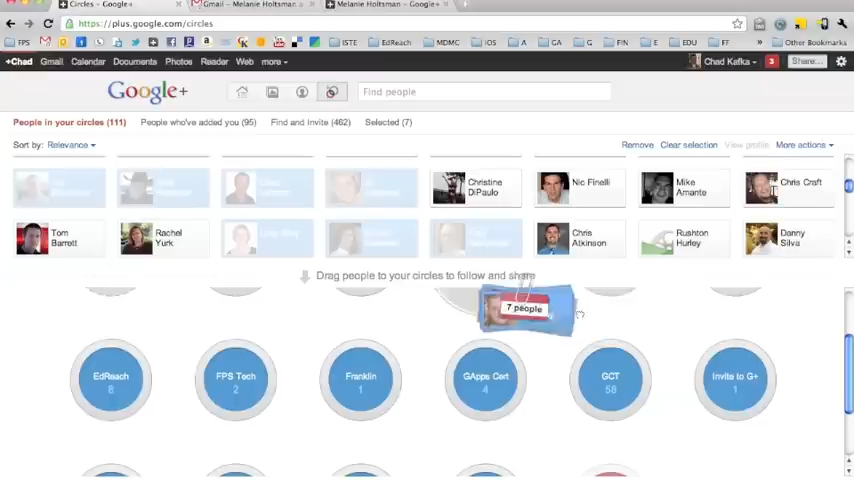 Circles – Google+
Gmail – Melanie Holtsman
Melanie Holtsman – Google+
https://plus.google.com/circles
FPS
ISTE
EdReach
MDMC
iOS
A
GA
G
FIN
E
EDU
FF
Other Bookmarks
+Chad Gmail Calendar Documents Photos Reader Web more
Chad Kafka 3 Share...
Google+ Find people
People in your circles (111) People who've added you (95) Find and Invite (462) Selected (7)
Sort by: Relevance Remove Clear selection View profile More actions
Christine DiPaulo
Nic Finelli
Mike Amante
Chris Craft
Tom Barrett
Rachel Yurk
Chris Atkinson
Rushton Hurley
Danny Silva
Drag people to your circles to follow and share
7 people
EdReach 8
FPS Tech 2
Franklin 1
GApps Cert 4
GCT 58
Invite to G+ 1